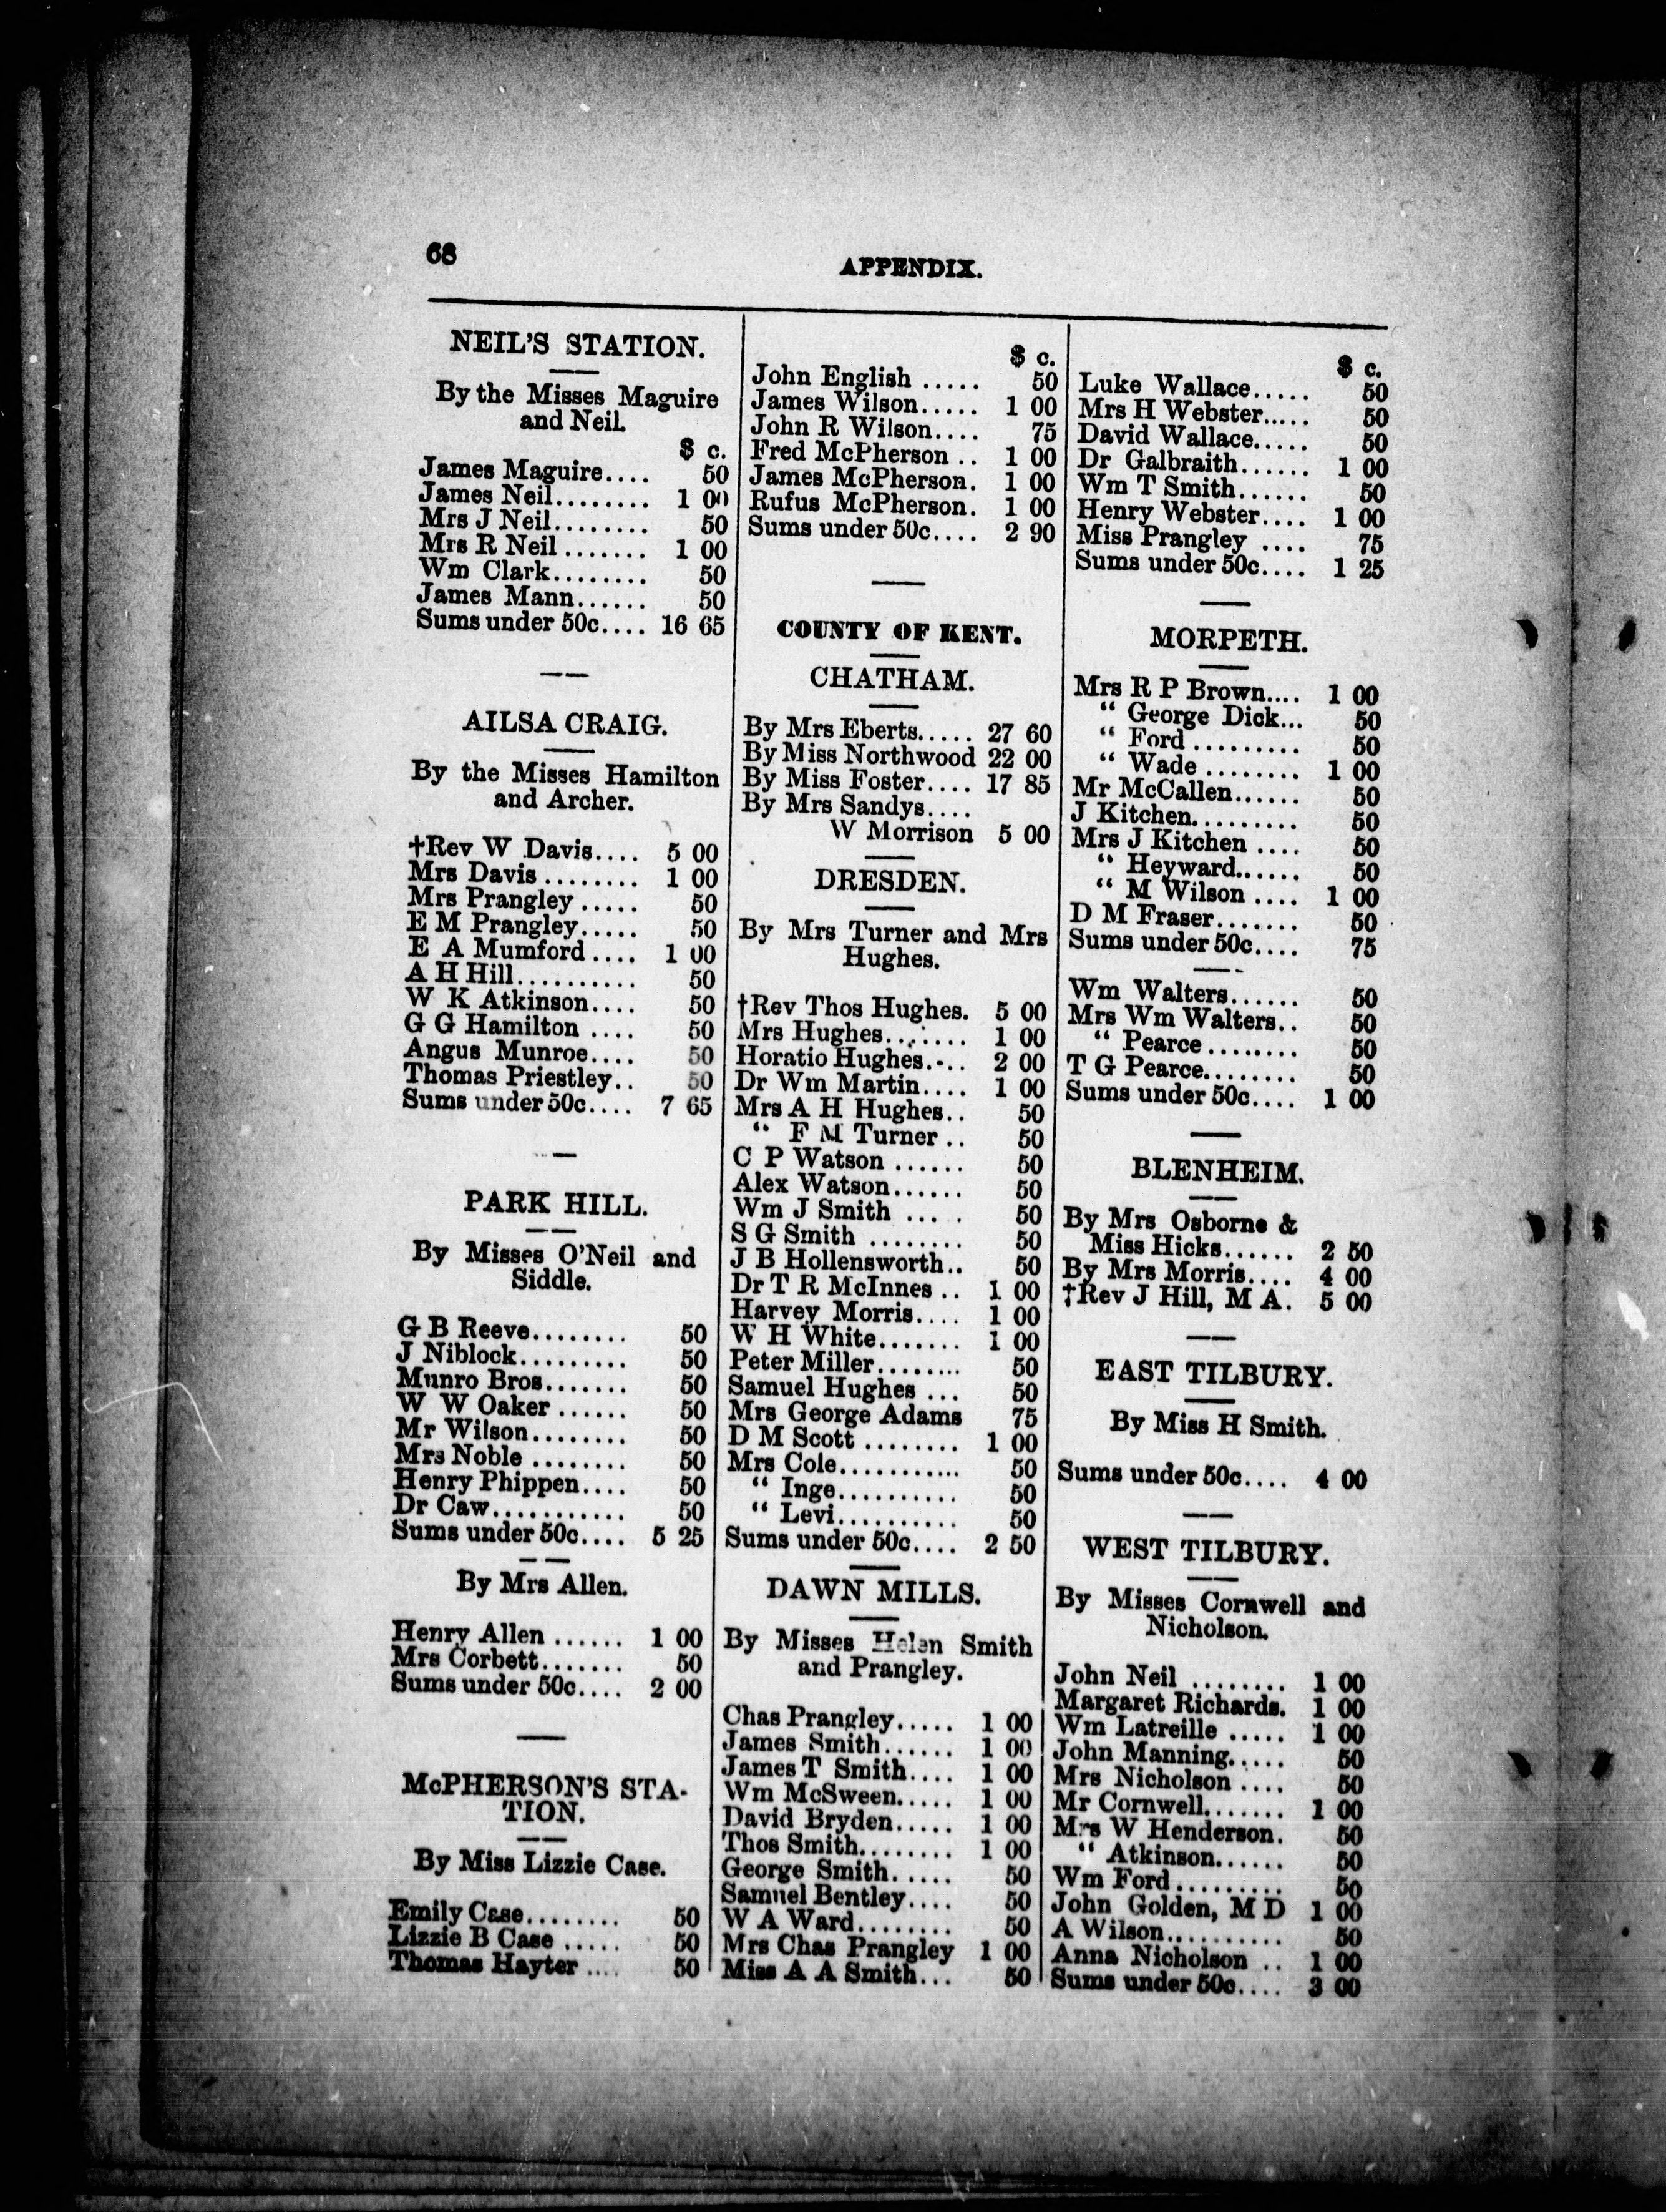 68
APPENDIX.
NEIL'S STATION.
By the Misses Maguire
and Neil.
$ c.
James Maguire.... 50
James Neil......... 1 00
Mrs J Neil........ 50
Mrs R Neil ....... 1 00
Wm Clark........ 50
James Mann...... 50
Sums under 50c.... 16 65
AILSA CRAIG.
By the Misses Hamilton
and Archer.
†Rev W Davis.... 5 00
Mrs Davis ........ 1 00
Mrs Prangley ..... 50
E M Prangley..... 50
E A Mumford .... 1 00
A H Hill........... 50
W K Atkinson.... 50
G G Hamilton .... 50
Angus Munroe.... 50
Thomas Priestley.. 50
Sums under 50c.... 7 65
PARK HILL.
By Misses O'Neil and
Siddle.
G B Reeve........ 50
J Niblock......... 50
Munro Bros....... 50
W W Oaker ...... 50
Mr Wilson........ 50
Mrs Noble ........ 50
Henry Phippen.... 50
Dr Caw............ 50
Sums under 50c.... 5 25
By Mrs Allen.
Henry Allen ...... 1 00
Mrs Corbett....... 50
Sums under 50c.... 2 00
McPHERSON'S STA-
TION.
By Miss Lizzie Case.
Emily Case........ 50
Lizzie B Case ..... 50
Thomas Hayter .... 50
$ c.
John English ..... 50
James Wilson..... 1 00
John R Wilson.... 75
Fred McPherson .. 1 00
James McPherson. 1 00
Rufus McPherson. 1 00
Sums under 50c.... 2 90
COUNTY OF KENT.
CHATHAM.
By Mrs Eberts..... 27 60
By Miss Northwood 22 00
By Miss Foster.... 17 85
By Mrs Sandys....
W Morrison 5 00
DRESDEN.
By Mrs Turner and Mrs
Hughes.
†Rev Thos Hughes. 5 00
Mrs Hughes....... 1 00
Horatio Hughes.... 2 00
Dr Wm Martin.... 1 00
Mrs A H Hughes.. 50
“ F M Turner .. 50
C P Watson ...... 50
Alex Watson...... 50
Wm J Smith .... . 50
S G Smith ........ 50
J B Hollensworth.. 50
Dr T R McInnes .. 1 00
Harvey Morris.... 1 00
W H White....... 1 00
Peter Miller........ 50
Samuel Hughes ... 50
Mrs George Adams 75
D M Scott ........ 1 00
Mrs Cole........... 50
“ Inge.......... 50
“ Levi.......... 50
Sums under 50c.... 2 50
DAWN MILLS.
By Misses Helen Smith
and Prangley.
Chas Prangley..... 1 00
James Smith...... 1 00
James T Smith.... 1 00
Wm McSween..... 1 00
David Bryden..... 1 00
Thos Smith........ 1 00
George Smith..... 50
Samuel Bentley.... 50
W A Ward........ 50
Mrs Chas Prangley 1 00
Miss A A Smith... 50
$ c.
Luke Wallace..... 50
Mrs H Webster..... 50
David Wallace..... 50
Dr Galbraith...... 1 00
Wm T Smith...... 50
Henry Webster.... 1 00
Miss Prangley .... 75
Sums under 50c.... 1 25
MORPETH.
Mrs R P Brown.... 1 00
“ George Dick... 50
“ Ford ......... 50
“ Wade ........ 1 00
Mr McCallen...... 50
J Kitchen......... 50
Mrs J Kitchen .... 50
“ Heyward...... 50
“ M Wilson .... 1 00
D M Fraser....... 50
Sums under 50c.... 75
Wm Walters...... 50
Mrs Wm Walters.. 50
“ Pearce ........ 50
T G Pearce........ 50
Sums under 50c.... 1 00
BLENHEIM.
By Mrs Osborne &
Miss Hicks...... 2 50
By Mrs Morris.... 4 00
†Rev J Hill, M A. 5 00
EAST TILBURY.
By Miss H Smith.
Sums under 50c.... 4 00
WEST TILBURY.
By Misses Cornwell and
Nicholson.
John Neil ........ 1 00
Margaret Richards. 1 00
Wm Latreille ..... 1 00
John Manning..... 50
Mrs Nicholson .... 50
Mr Cornwell....... 1 00
Mrs W Henderson. 50
“ Atkinson...... 50
Wm Ford ......... 50
John Golden, M D 1 00
A Wilson.......... 50
Anna Nicholson .. 1 00
Sums under 50c.... 3 00